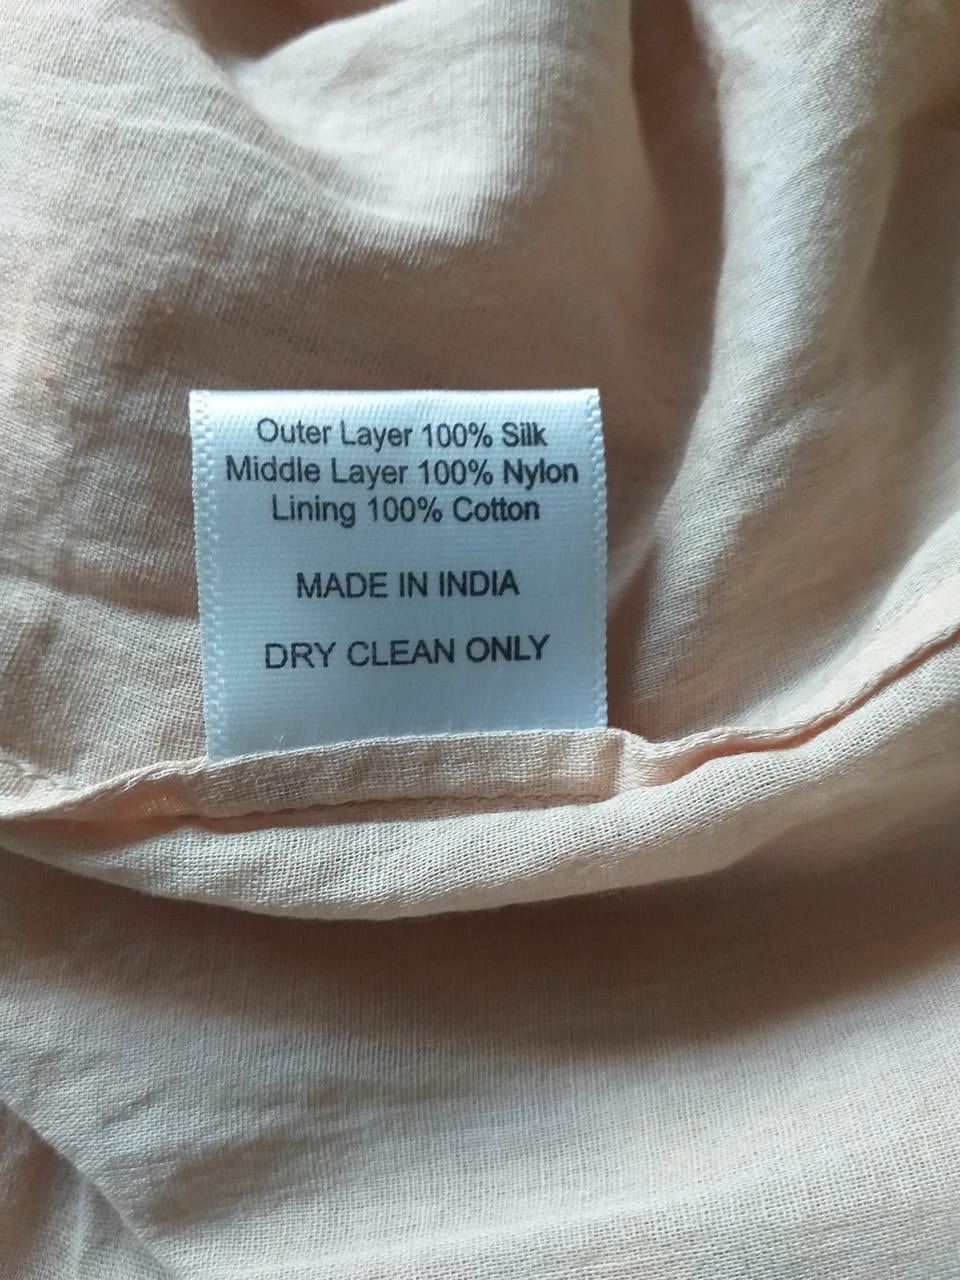 Outer Layer 100% Silk
Middle Layer 100% Nylon
Lining 100% Cotton
MADE IN INDIA
DRY CLEAN ONLY